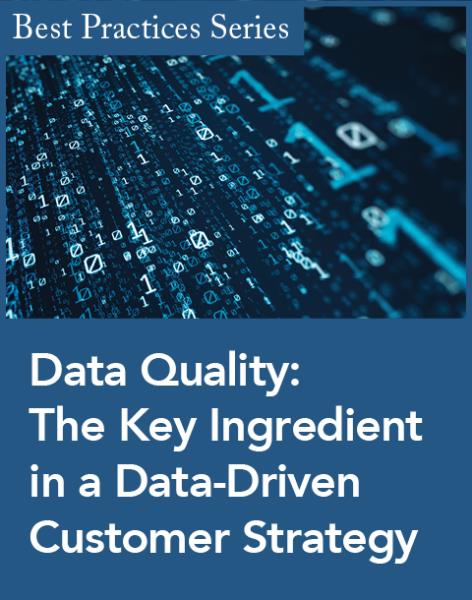 Best Practices Series
Data Quality:
The Key Ingredient
in a Data-Driven
Customer Strategy